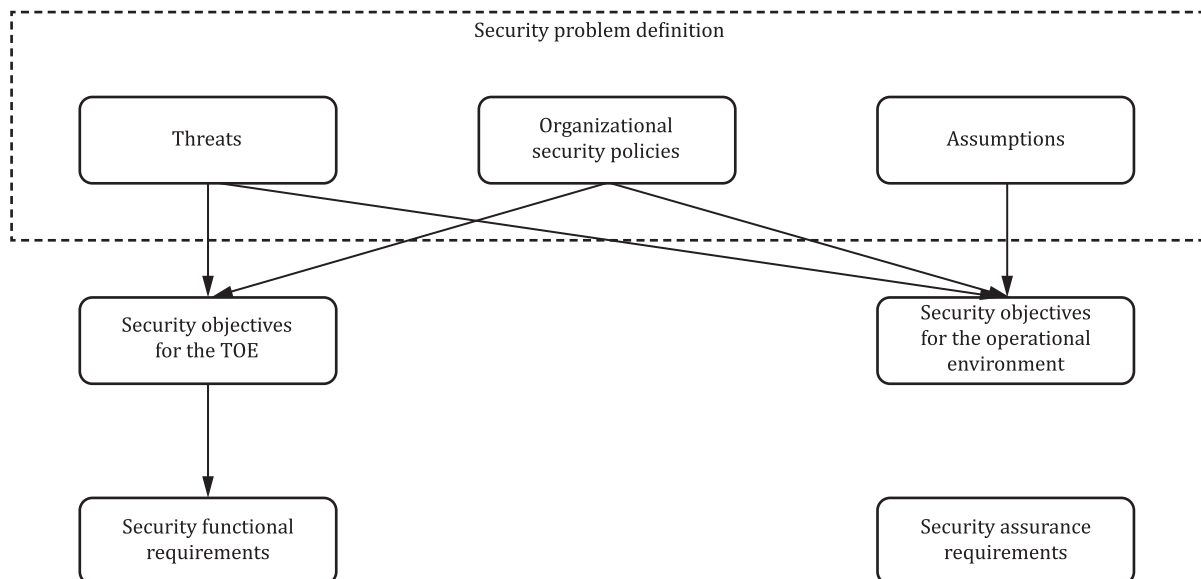 Security problem definition
Threats
Organizational
security policies
Assumptions
Security objectives
for the TOE
Security objectives
for the operational
environment
Security functional
requirements
Security assurance
requirements